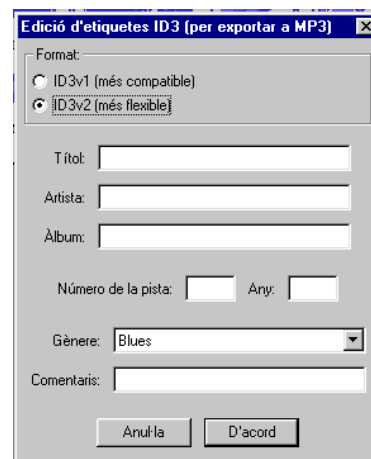 Edició d'etiquetes ID3 (per exportar a MP3)
Format:
ID3v1 (més compatible)
ID3v2 (més flexible)
Títol:
Artista:
Àlbum:
Número de la pista: Any:
Gènere: Blues
Comentaris:
Anul·la D'acord